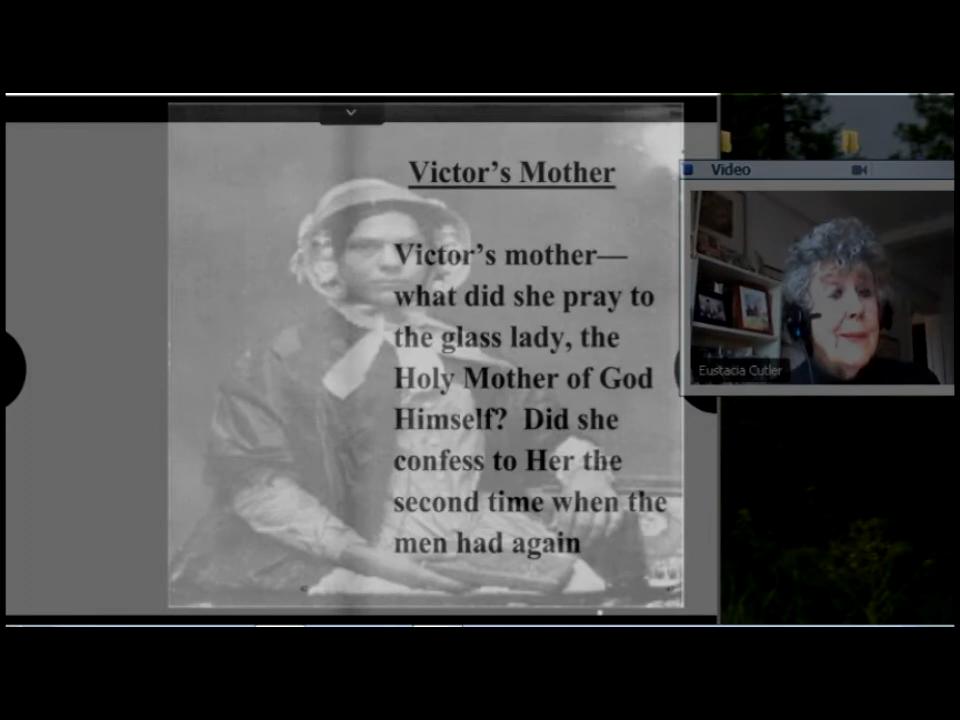 Victor's Mother
Victor's mother—
what did she pray to
the glass lady, the
Holy Mother of God
Himself? Did she
confess to Her the
second time when the
men had again
Video
Eustacia Cutler